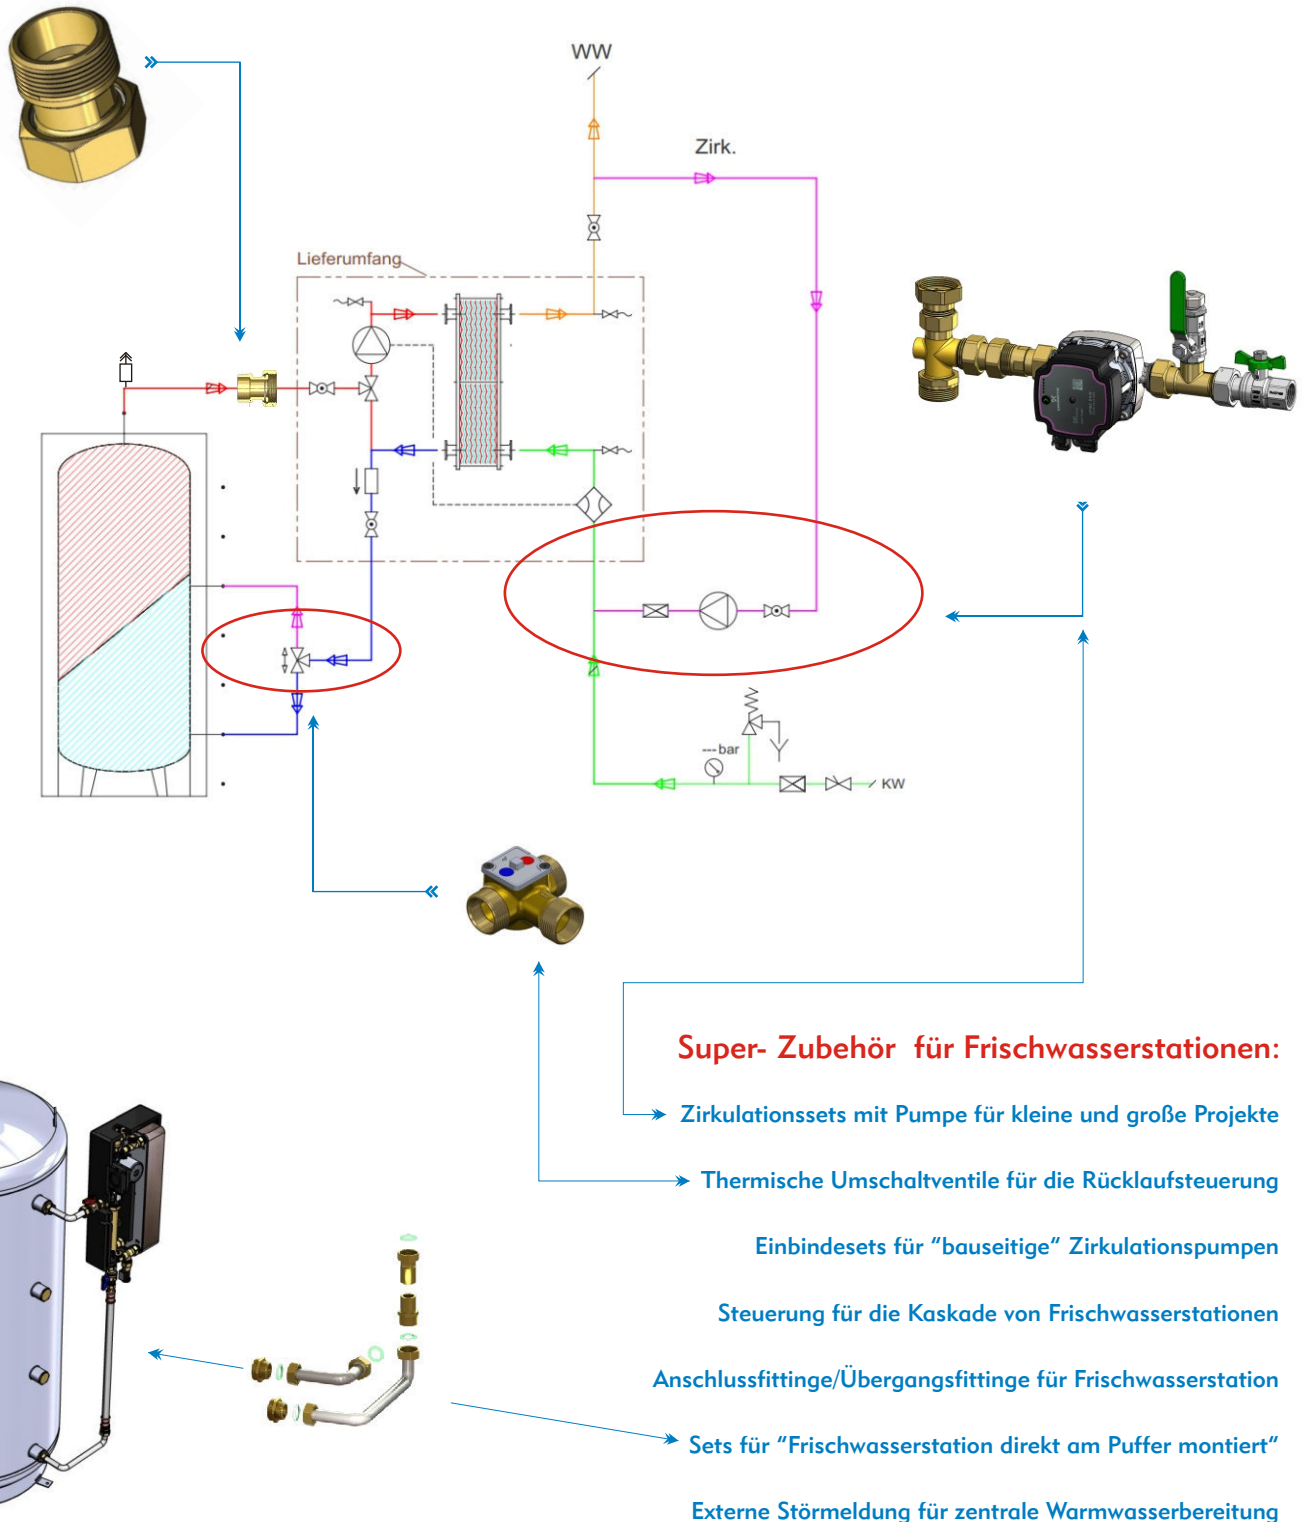 WW
Zirk.
Lieferumfang
---bar
KW
Super- Zubehör für Frischwasserstationen:
Zirkulationssets mit Pumpe für kleine und große Projekte
Thermische Umschaltventile für die Rücklaufsteuerung
Einbindesets für “bauseitige“ Zirkulationspumpen
Steuerung für die Kaskade von Frischwasserstationen
Anschlussfittinge/Übergangsfittinge für Frischwasserstation
Sets für “Frischwasserstation direkt am Puffer montiert“
Externe Störmeldung für zentrale Warmwasserbereitung